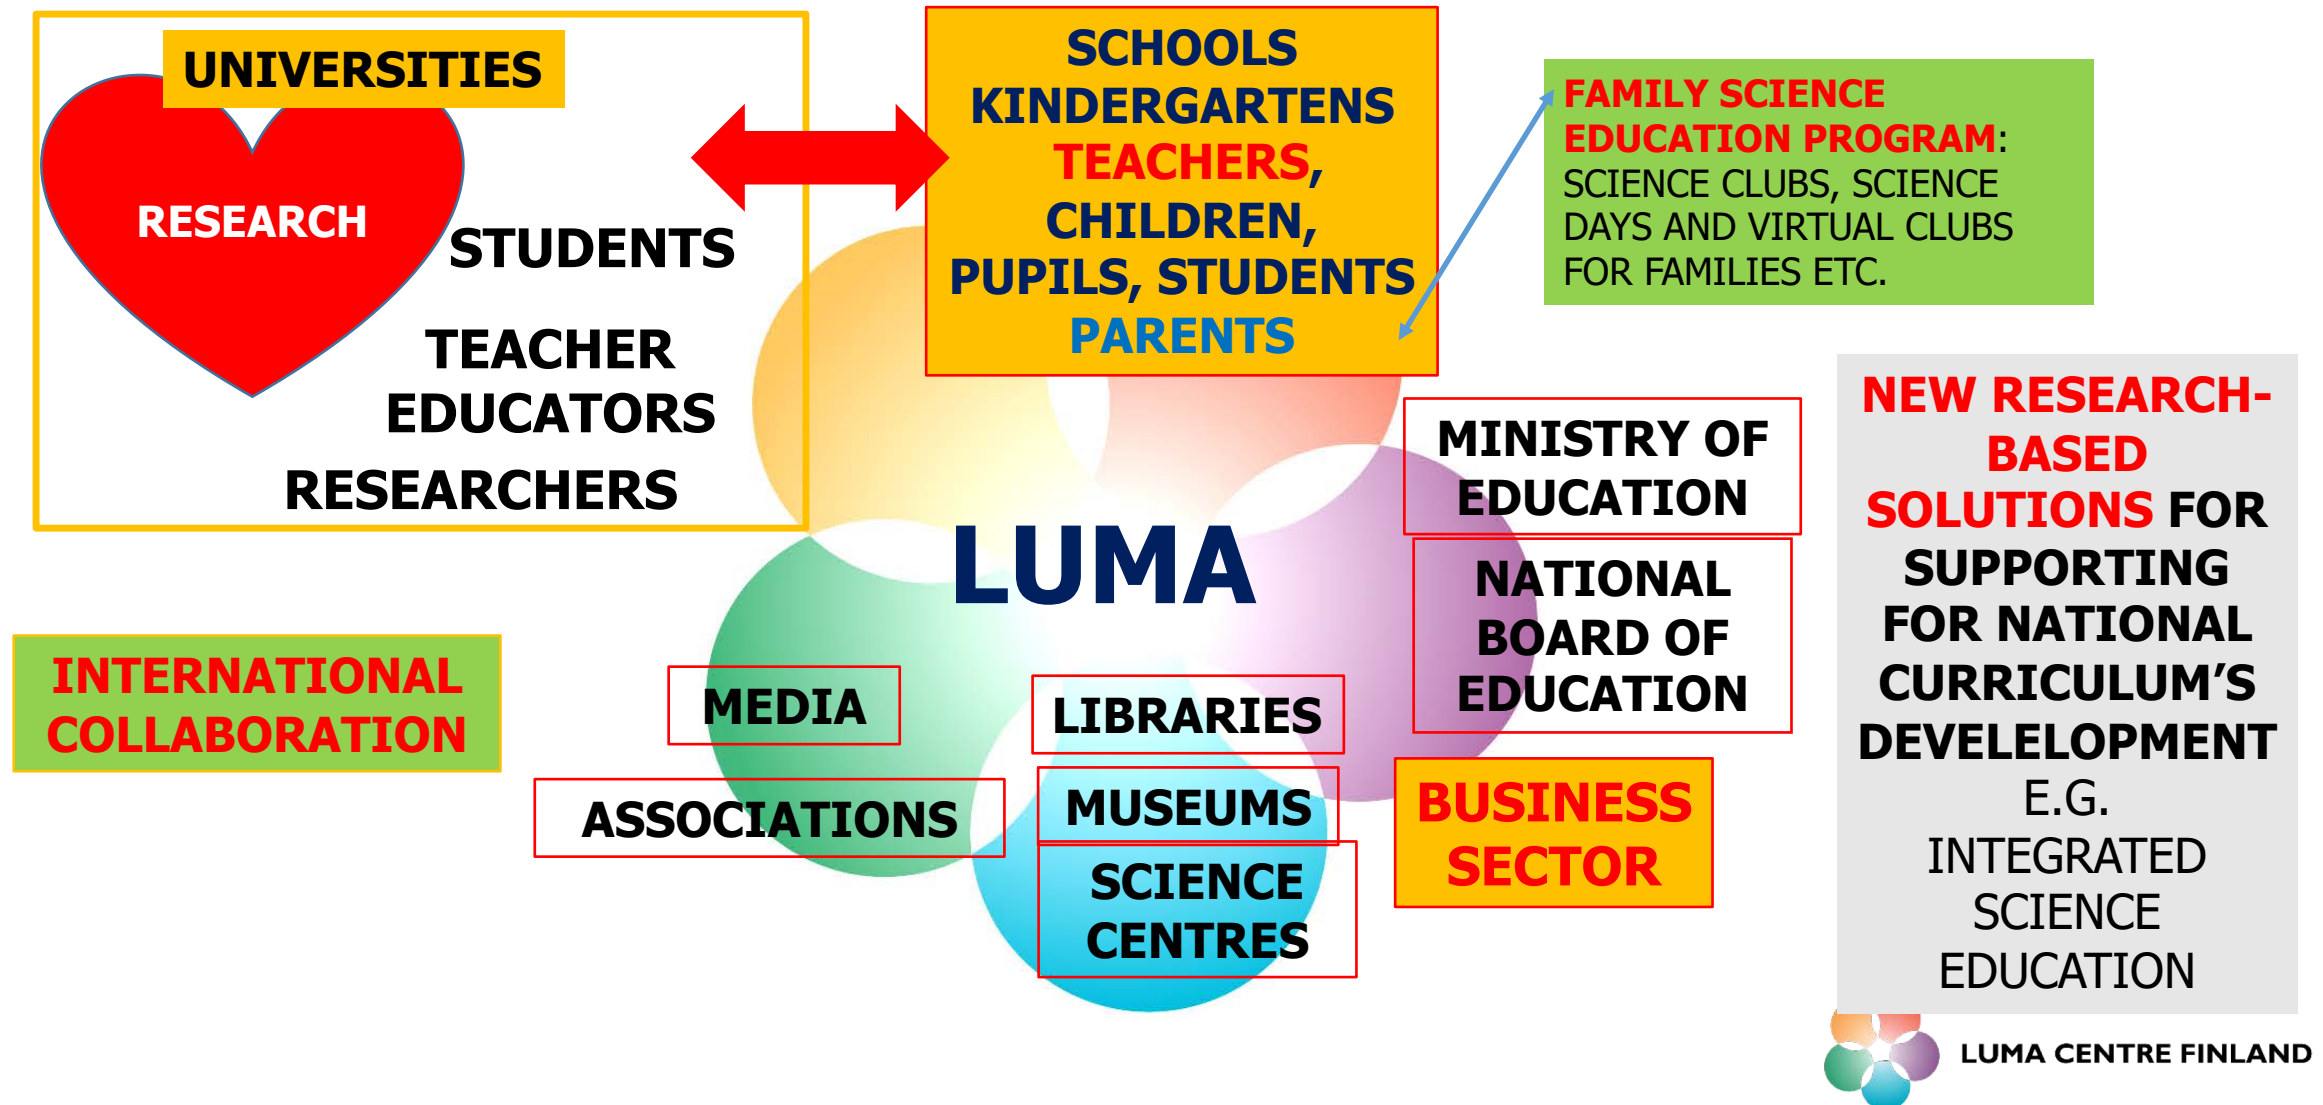 UNIVERSITIES
RESEARCH
STUDENTS
TEACHER
EDUCATORS
RESEARCHERS
SCHOOLS
KINDERGARTENS
TEACHERS,
CHILDREN,
PUPILS, STUDENTS
PARENTS
FAMILY SCIENCE
EDUCATION PROGRAM:
SCIENCE CLUBS, SCIENCE
DAYS AND VIRTUAL CLUBS
FOR FAMILIES ETC.
MINISTRY OF
EDUCATION
NATIONAL
BOARD OF
EDUCATION
LUMA
INTERNATIONAL
COLLABORATION
MEDIA
ASSOCIATIONS
LIBRARIES
MUSEUMS
SCIENCE
CENTRES
BUSINESS
SECTOR
NEW RESEARCH-
BASED
SOLUTIONS FOR
SUPPORTING
FOR NATIONAL
CURRICULUM’S
DEVELELOPMENT
E.G.
INTEGRATED
SCIENCE
EDUCATION
LUMA CENTRE FINLAND